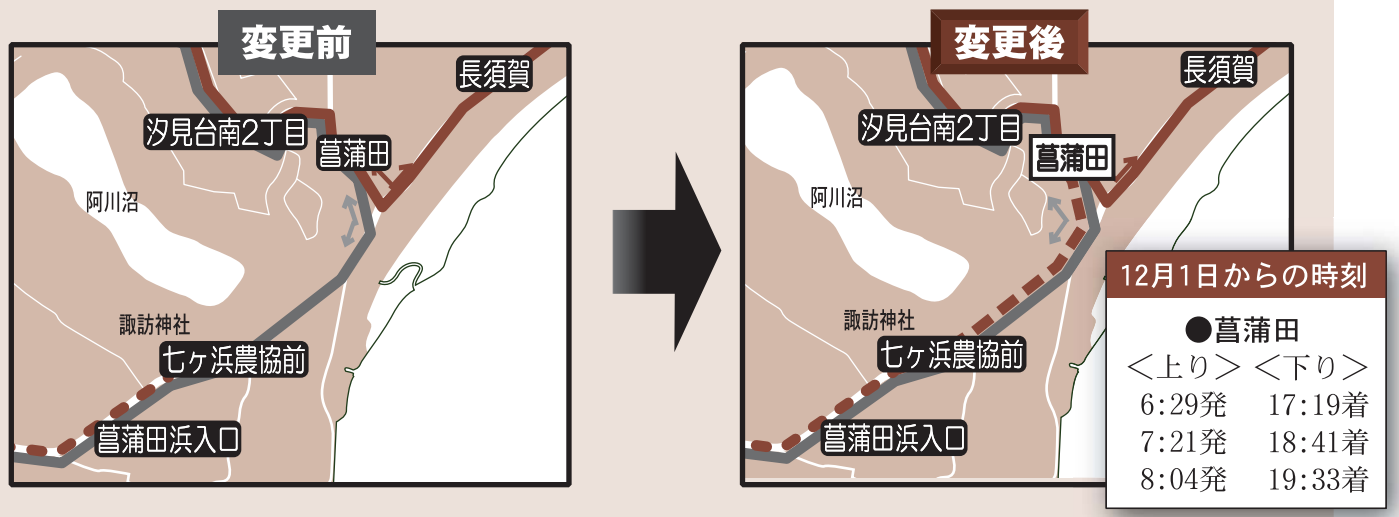 変更前
長須賀
汐見台南2丁目
菖蒲田
阿川沼
諏訪神社
七ヶ浜農協前
菖蒲田浜入口
変更後
長須賀
汐見台南2丁目
菖蒲田
阿川沼
諏訪神社
七ヶ浜農協前
菖蒲田浜入口
12月1日からの時刻
●菖蒲田
＜上り＞ ＜下り＞
6:29発 17:19着
7:21発 18:41着
8:04発 19:33着